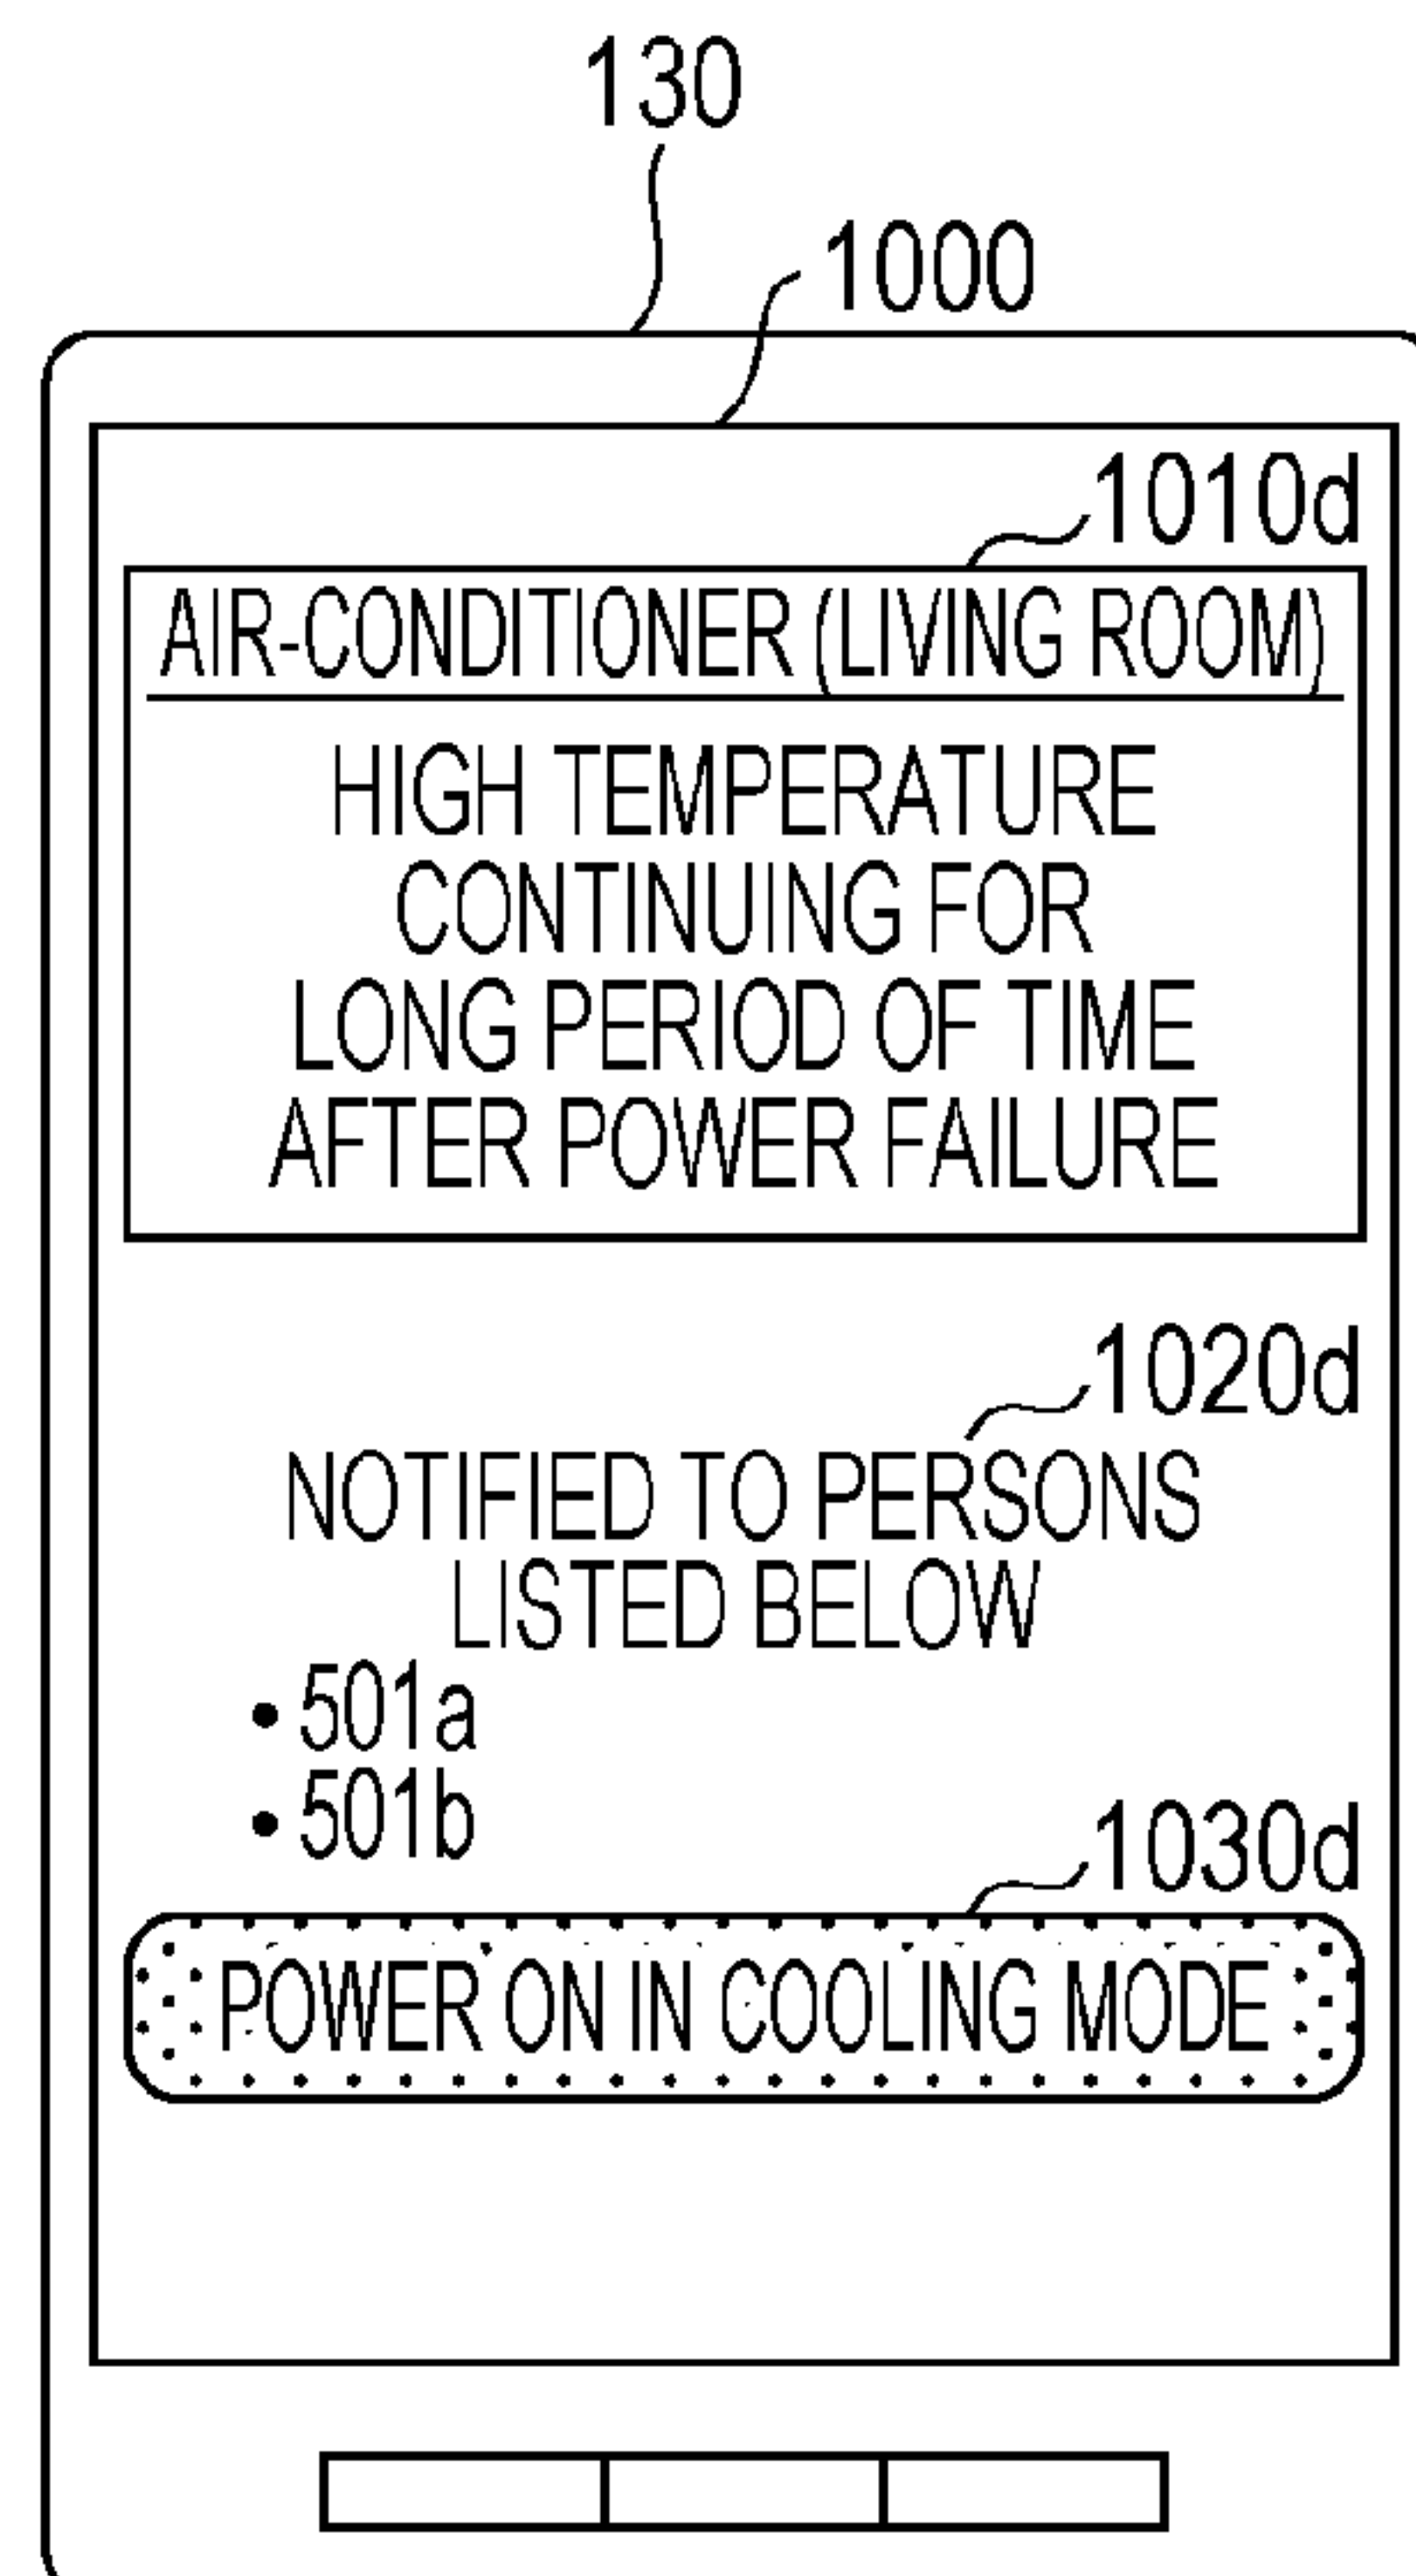 130
1000
1010d
AIR-CONDITIONER (LIVING ROOM)
HIGH TEMPERATURE
CONTINUING FOR
LONG PERIOD OF TIME
AFTER POWER FAILURE
1020d
NOTIFIED TO PERSONS
LISTED BELOW
• 501a
• 501b
1030d
POWER ON IN COOLING MODE